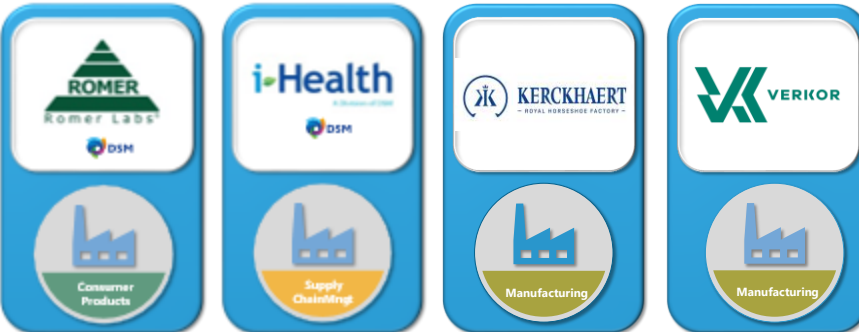 ROMER
Romer Labs®
DSM
Consumer
Products
i-Health
A Division of DSM
DSM
Supply
ChainMngt
KERCKHAERT
- ROYAL HORSESHOE FACTORY -
Manufacturing
VERKOR
Manufacturing